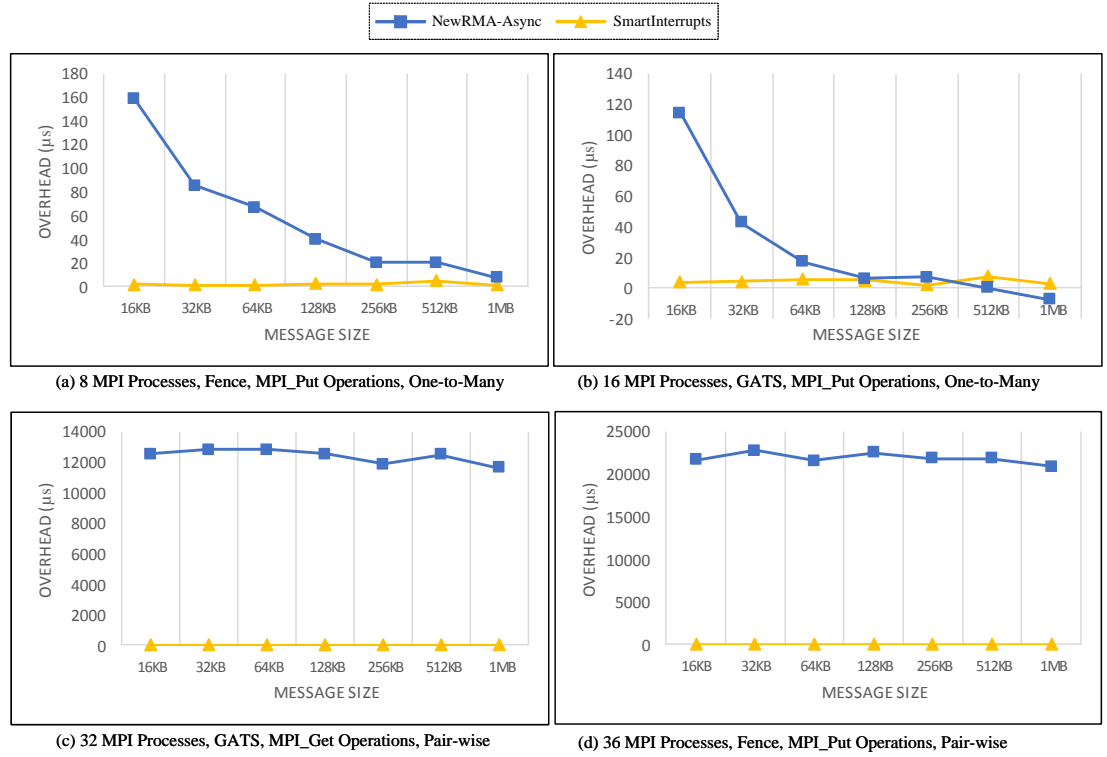 NewRMA-Async SmartInterrupts
180
160
140
120
100
80
60
40
20
0
OVERHEAD (µs)
16KB 32KB 64KB 128KB 256KB 512KB 1MB
MESSAGE SIZE
(a) 8 MPI Processes, Fence, MPI_Put Operations, One-to-Many
140
120
100
80
60
40
20
0
-20
OVERHEAD (µs)
16KB 32KB 64KB 128KB 256KB 512KB 1MB
MESSAGE SIZE
(b) 16 MPI Processes, GATS, MPI_Put Operations, One-to-Many
14000
12000
10000
8000
6000
4000
2000
0
OVERHEAD (µs)
16KB 32KB 64KB 128KB 256KB 512KB 1MB
MESSAGE SIZE
(c) 32 MPI Processes, GATS, MPI_Get Operations, Pair-wise
25000
20000
15000
10000
5000
0
OVERHEAD (µs)
16KB 32KB 64KB 128KB 256KB 512KB 1MB
MESSAGE SIZE
(d) 36 MPI Processes, Fence, MPI_Put Operations, Pair-wise